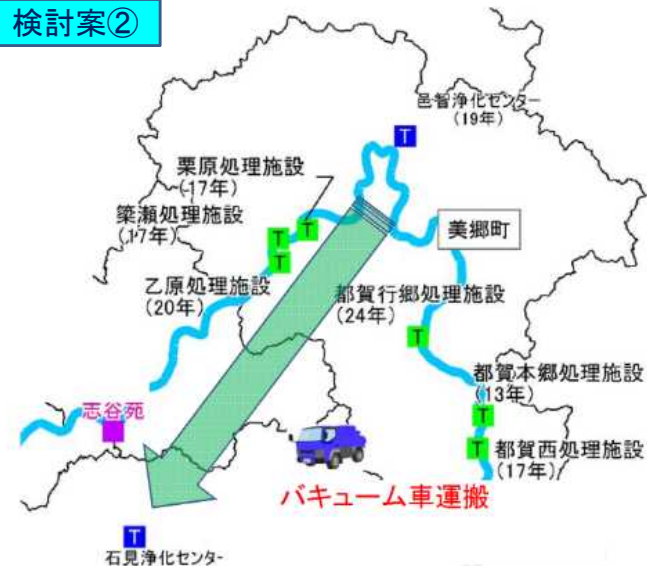 検討案②
邑智浄化センター
(19年)
T
栗原処理施設
(17年)
簗瀬処理施設
(17年)
T
T
T
美郷町
乙原処理施設
(20年)
都賀行郷処理施設
(24年)
T
都賀本郷処理施設
(13年)
志谷苑
T
T
都賀西処理施設
(17年)
バキューム車運搬
T
石見浄化センター